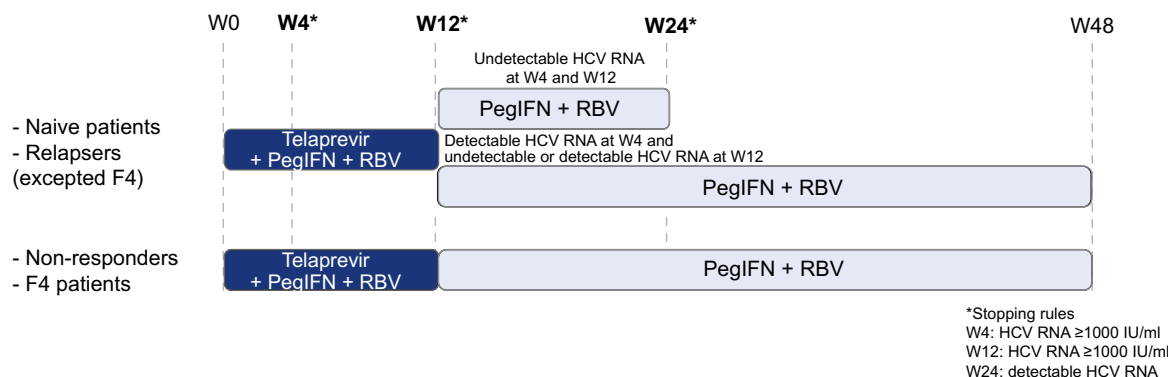 W0 W4* W12* W24* W48
Undetectable HCV RNA
at W4 and W12
PegIFN + RBV
- Naive patients
- Relapsers
(excepted F4)
Telaprevir
+ PegIFN + RBV
Detectable HCV RNA at W4 and
undetectable or detectable HCV RNA at W12
PegIFN + RBV
- Non-responders
- F4 patients
Telaprevir
+ PegIFN + RBV
PegIFN + RBV
*Stopping rules
W4: HCV RNA ≥1000 IU/ml
W12: HCV RNA ≥1000 IU/ml
W24: detectable HCV RNA